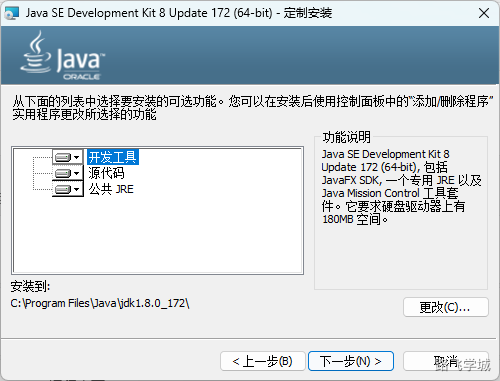 Java SE Development Kit 8 Update 172 (64-bit) - 定制安装
Java
ORACLE
从下面的列表中选择要安装的可选功能。您可以在安装后使用控制面板中的“添加/删除程序”
实用程序更改所选择的功能
开发工具
源代码
公共 JRE
功能说明
Java SE Development Kit 8
Update 172 (64-bit), 包括
JavaFX SDK, 一个专用 JRE 以及
Java Mission Control 工具套
件。它要求硬盘驱动器上有
180MB 空间。
安装到:
C:\Program Files\Java\jdk1.8.0_172\
更改(C)...
< 上一步(B)
下一步(N) >
取消